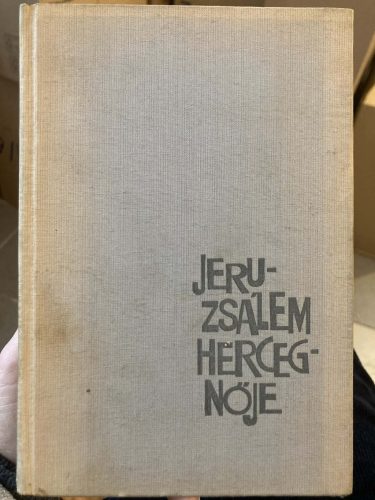 JERU-
ZSÁLEM
HERCEG-
NŐJE